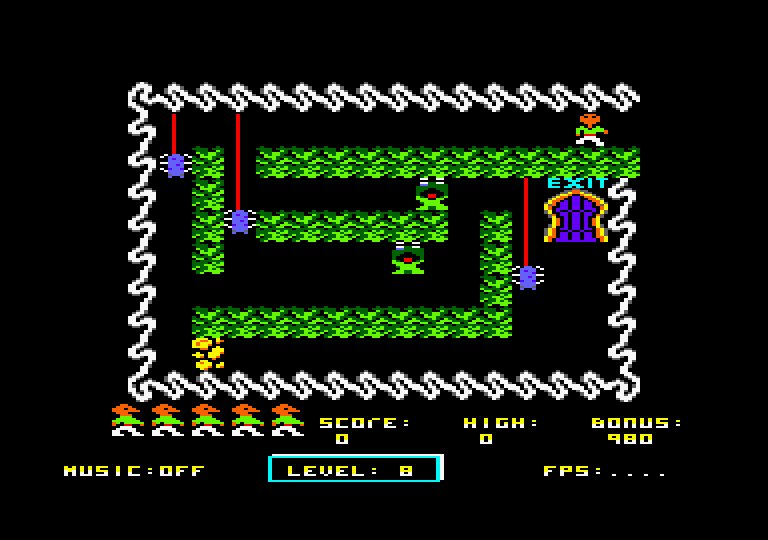 EXIT
SCORE: HIGH: BONUS:
0 0 980
MUSIC:OFF LEVEL: 8 FPS:....